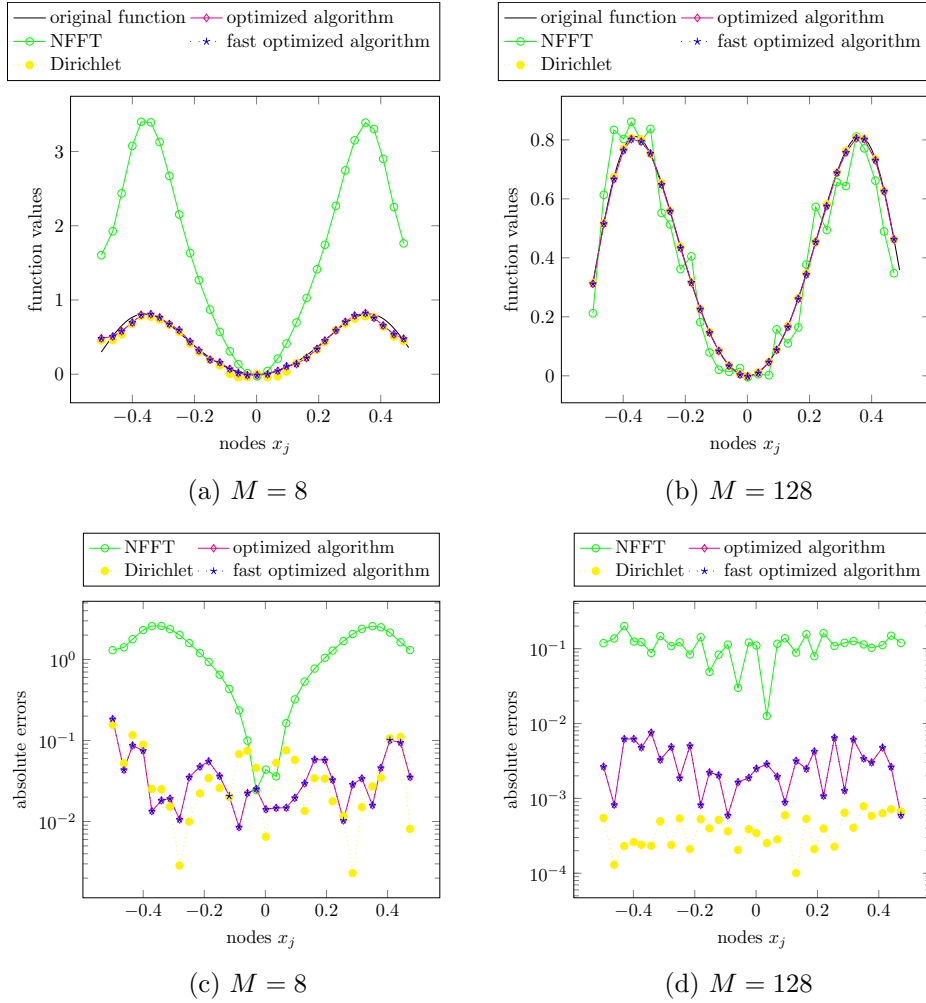 original function
optimized algorithm
NFFT
fast optimized algorithm
Dirichlet
3
2
1
0
function values
−0.4
−0.2
0
0.2
0.4
nodes x_j
(a) M = 8
original function
optimized algorithm
NFFT
fast optimized algorithm
Dirichlet
0.8
0.6
0.4
0.2
0
function values
−0.4
−0.2
0
0.2
0.4
nodes x_j
(b) M = 128
NFFT
optimized algorithm
Dirichlet
fast optimized algorithm
10^0
10^−1
10^−2
absolute errors
−0.4
−0.2
0
0.2
0.4
nodes x_j
(c) M = 8
NFFT
optimized algorithm
Dirichlet
fast optimized algorithm
10^−1
10^−2
10^−3
10^−4
absolute errors
−0.4
−0.2
0
0.2
0.4
nodes x_j
(d) M = 128